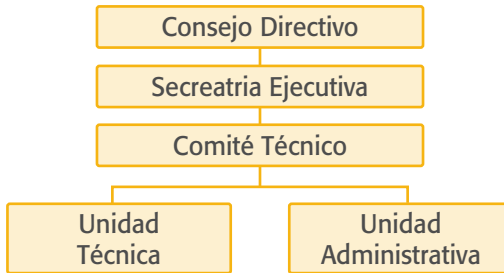 Consejo Directivo
Secreatria Ejecutiva
Comité Técnico
Unidad
Técnica
Unidad
Administrativa